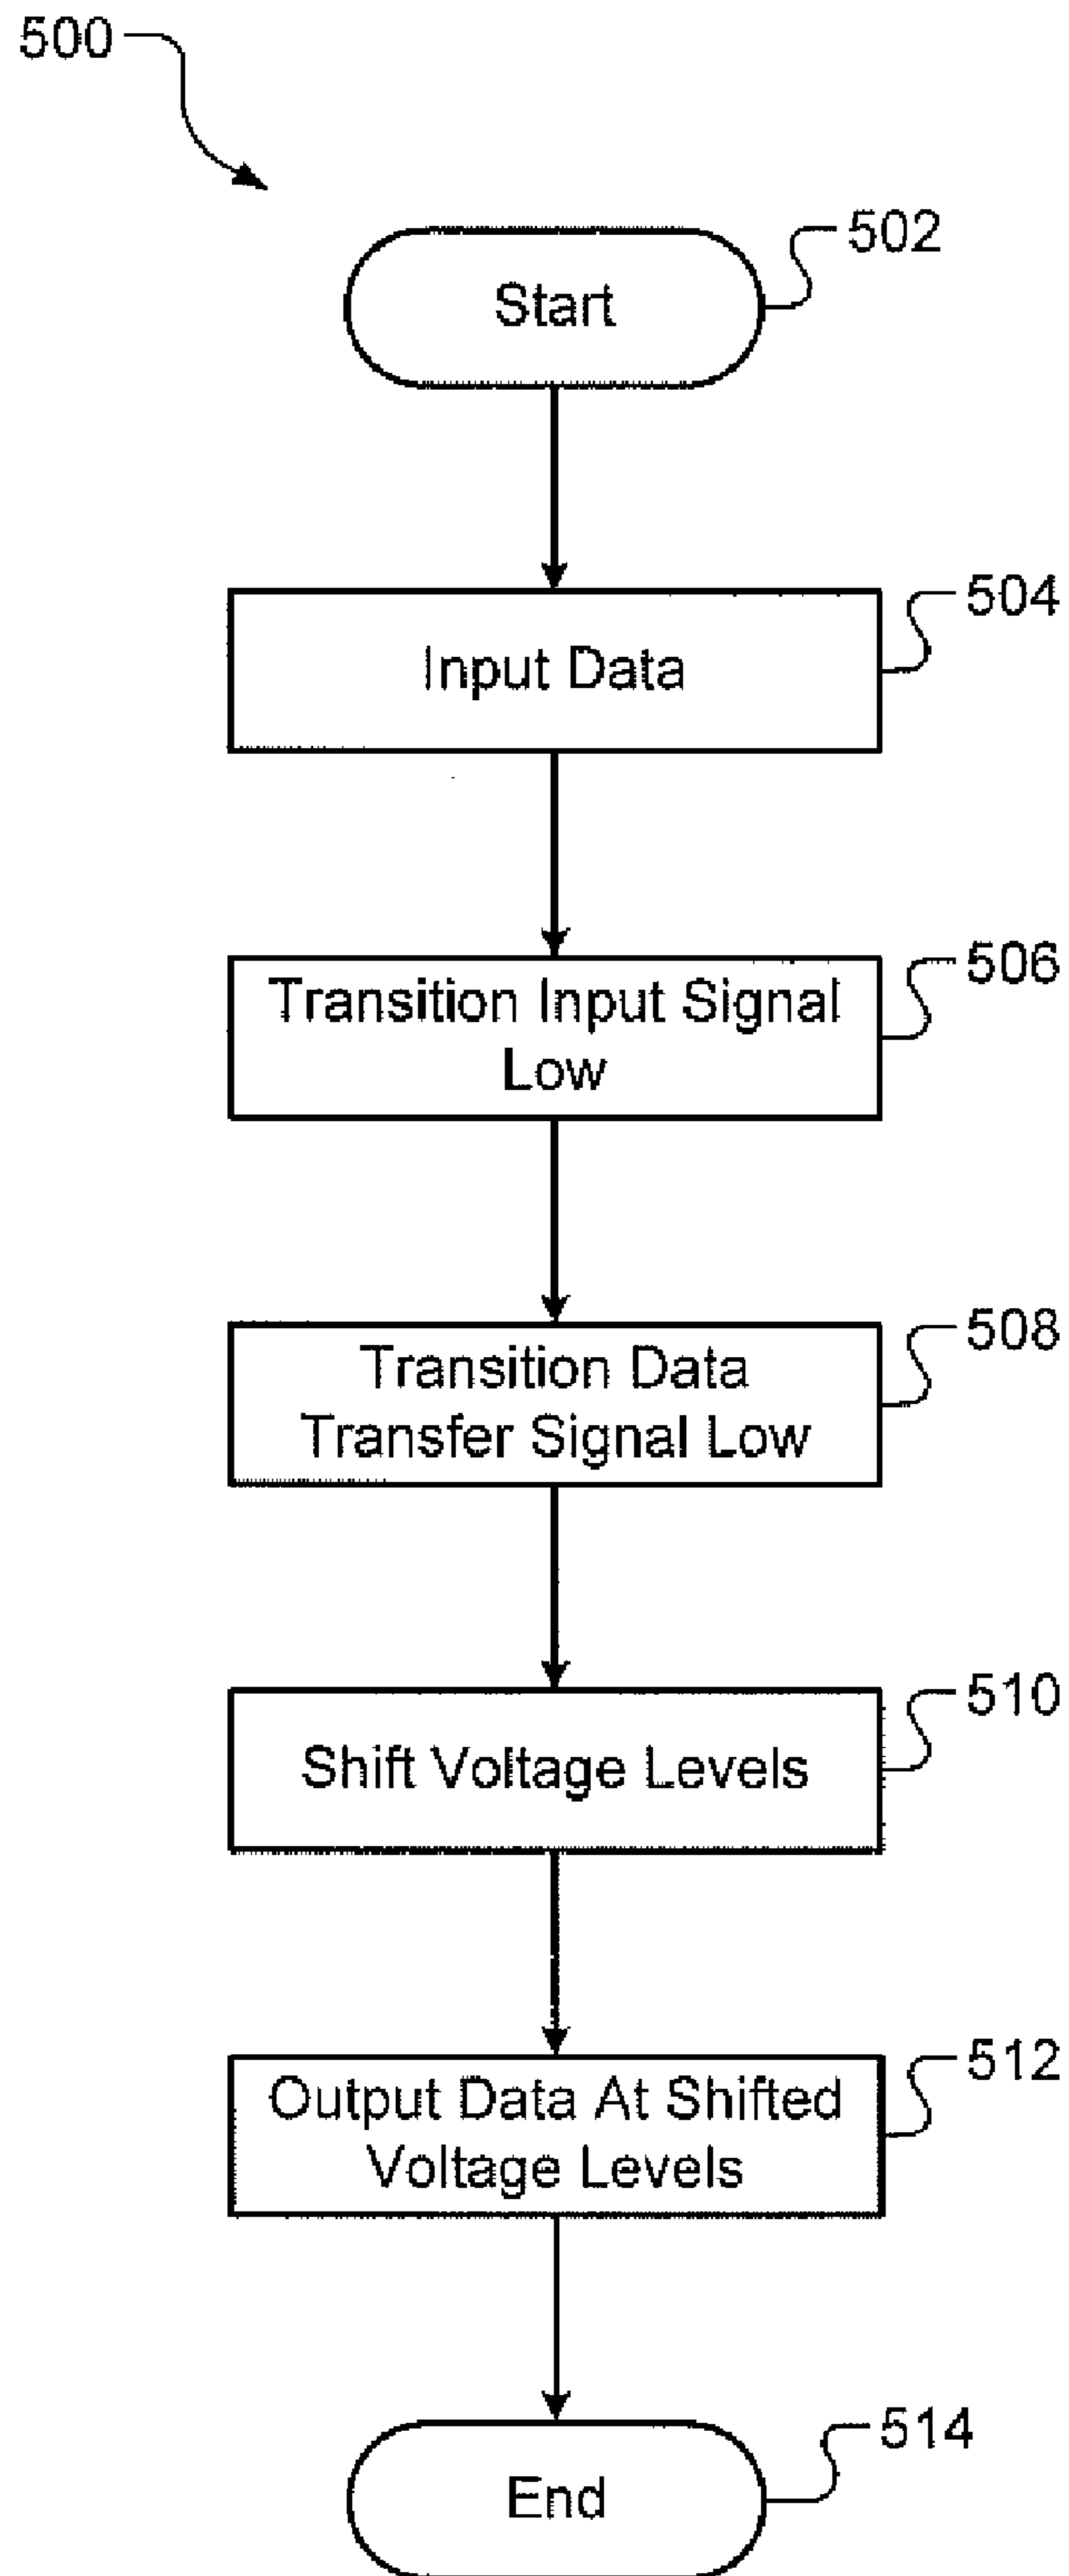 500
502
Start
504
Input Data
506
Transition Input Signal
Low
508
Transition Data
Transfer Signal Low
510
Shift Voltage Levels
512
Output Data At Shifted
Voltage Levels
514
End